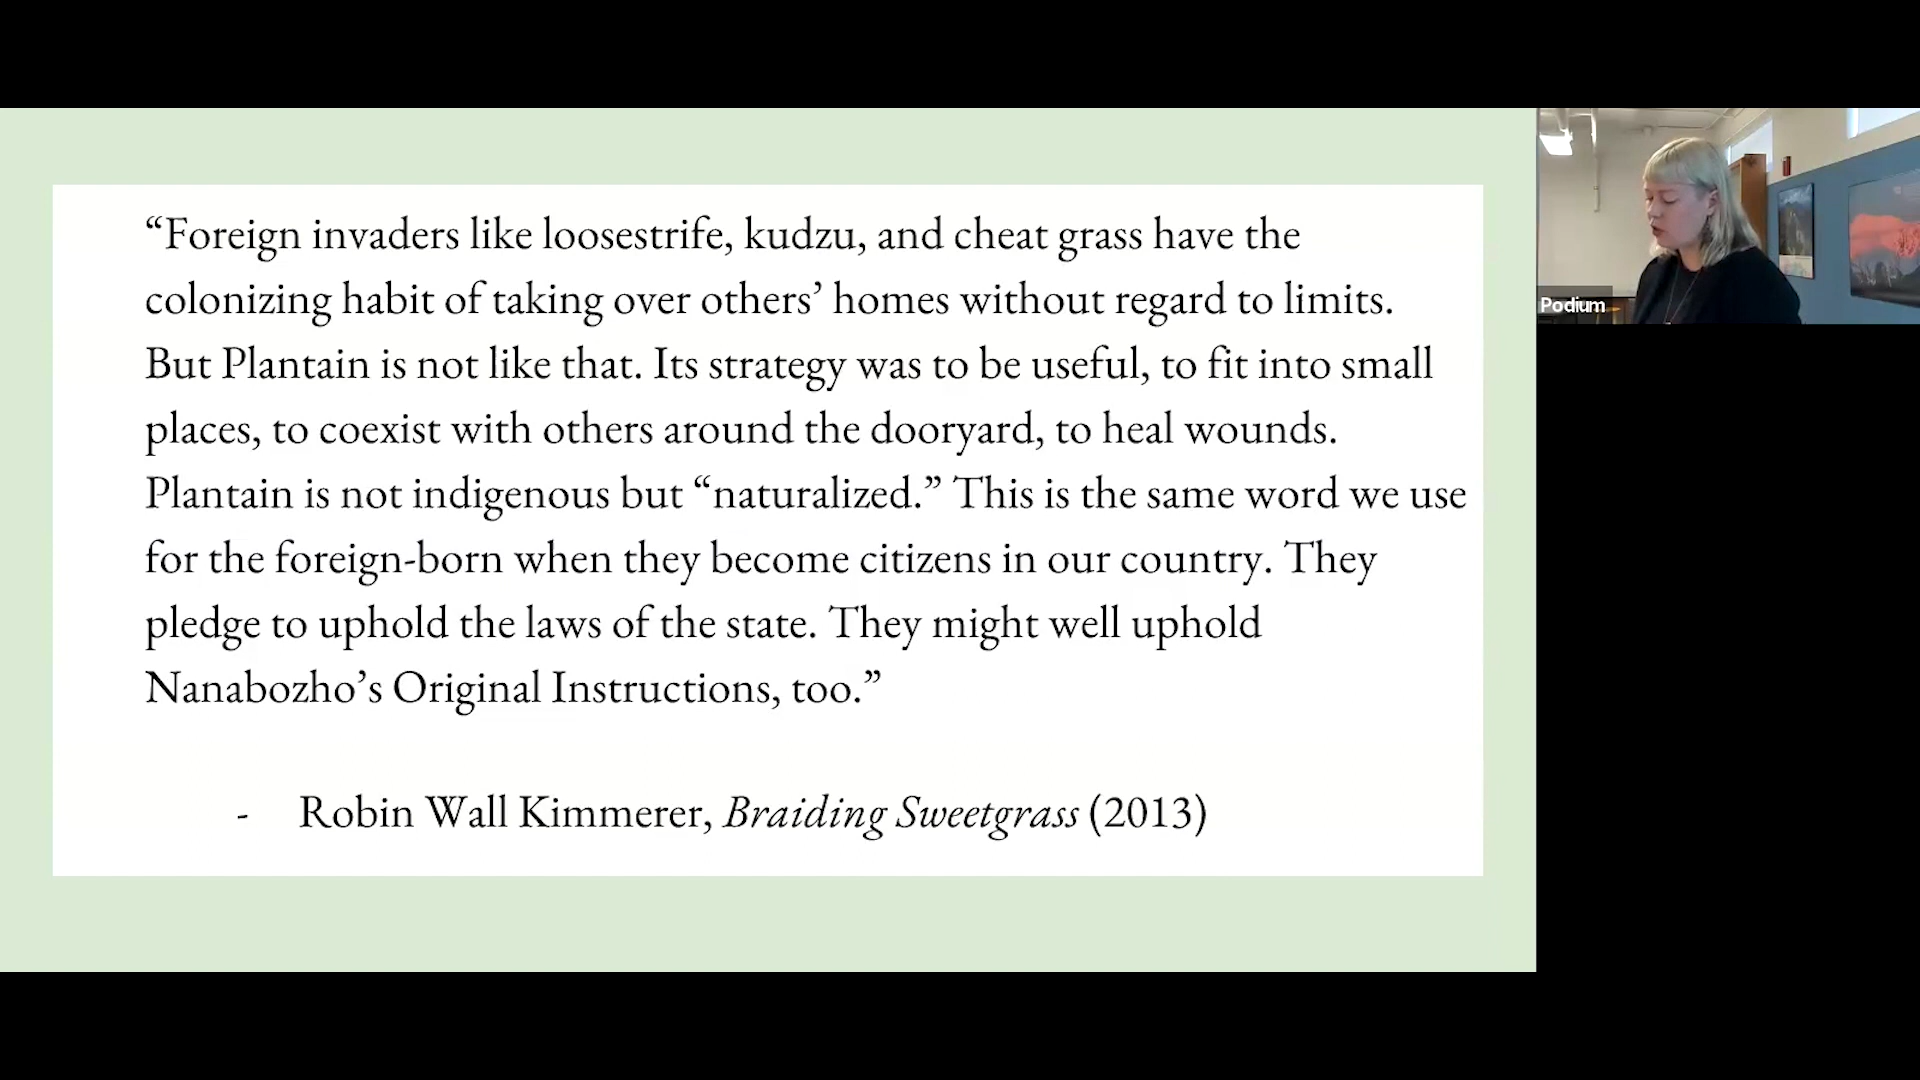 “Foreign invaders like loosestrife, kudzu, and cheat grass have the
colonizing habit of taking over others’ homes without regard to limits.
But Plantain is not like that. Its strategy was to be useful, to fit into small
places, to coexist with others around the dooryard, to heal wounds.
Plantain is not indigenous but “naturalized.” This is the same word we use
for the foreign-born when they become citizens in our country. They
pledge to uphold the laws of the state. They might well uphold
Nanabozho’s Original Instructions, too.”
- Robin Wall Kimmerer, Braiding Sweetgrass (2013)
Podium